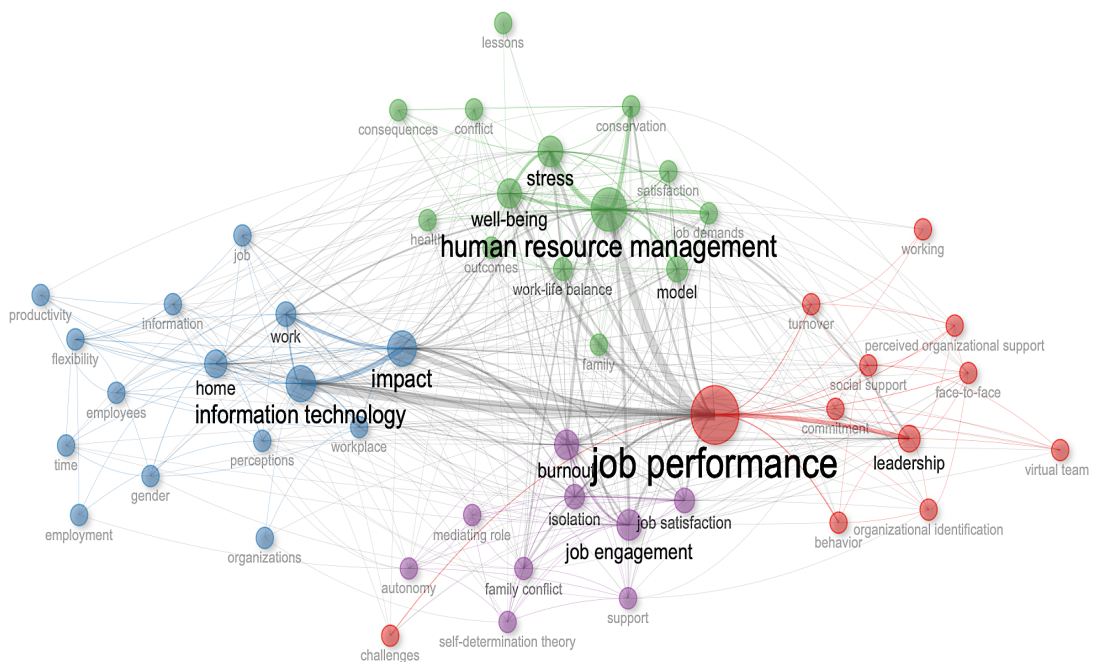 lessons
consequences
conflict
conservation
stress
satisfaction
well-being
health
job demands
human resource management
outcomes
work-life balance
model
family
job
productivity
information
flexibility
work
home
impact
employees
information technology
workplace
time
perceptions
gender
employment
organizations
working
turnover
perceived organizational support
social support
face-to-face
commitment
job performance
leadership
virtual team
burnout
isolation
job satisfaction
mediating role
job engagement
behavior
organizational identification
autonomy
family conflict
support
self-determination theory
challenges